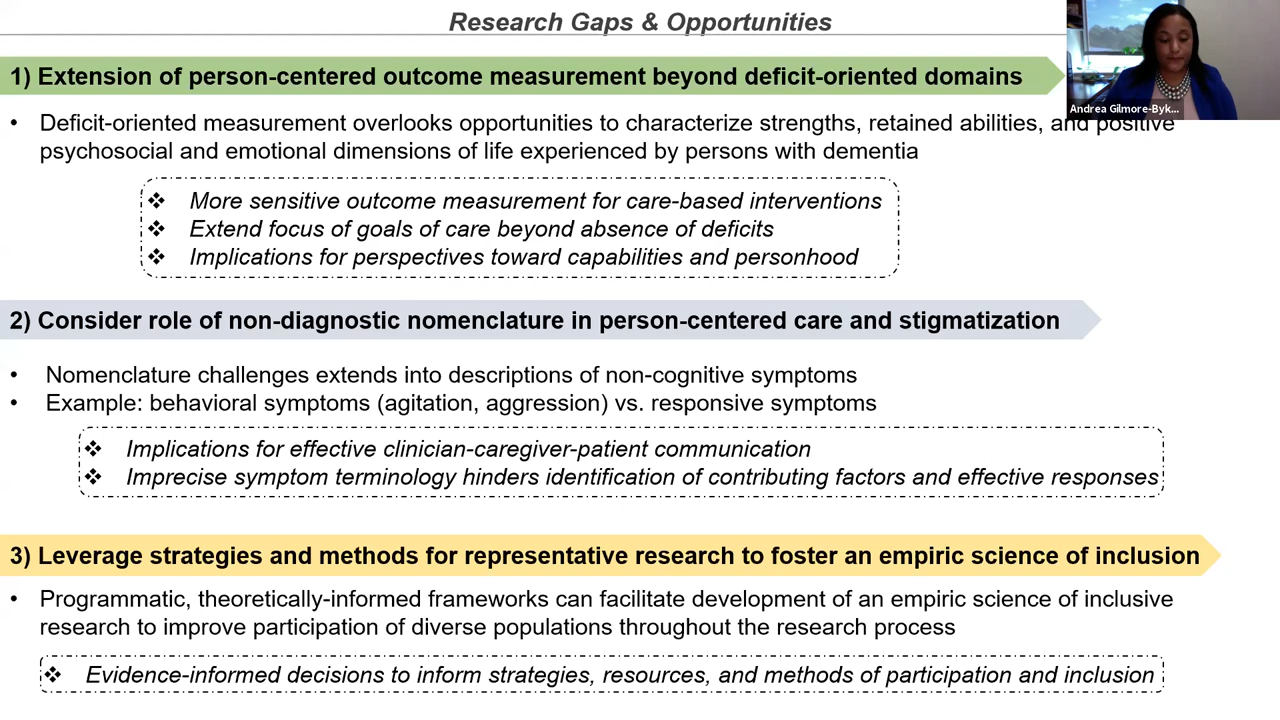 Research Gaps & Opportunities
1) Extension of person-centered outcome measurement beyond deficit-oriented domains
Andrea Gilmore-Byk...
• Deficit-oriented measurement overlooks opportunities to characterize strengths, retained abilities, and positive
psychosocial and emotional dimensions of life experienced by persons with dementia
❖ More sensitive outcome measurement for care-based interventions
❖ Extend focus of goals of care beyond absence of deficits
❖ Implications for perspectives toward capabilities and personhood
2) Consider role of non-diagnostic nomenclature in person-centered care and stigmatization
• Nomenclature challenges extends into descriptions of non-cognitive symptoms
• Example: behavioral symptoms (agitation, aggression) vs. responsive symptoms
❖ Implications for effective clinician-caregiver-patient communication
❖ Imprecise symptom terminology hinders identification of contributing factors and effective responses
3) Leverage strategies and methods for representative research to foster an empiric science of inclusion
• Programmatic, theoretically-informed frameworks can facilitate development of an empiric science of inclusive
research to improve participation of diverse populations throughout the research process
❖ Evidence-informed decisions to inform strategies, resources, and methods of participation and inclusion